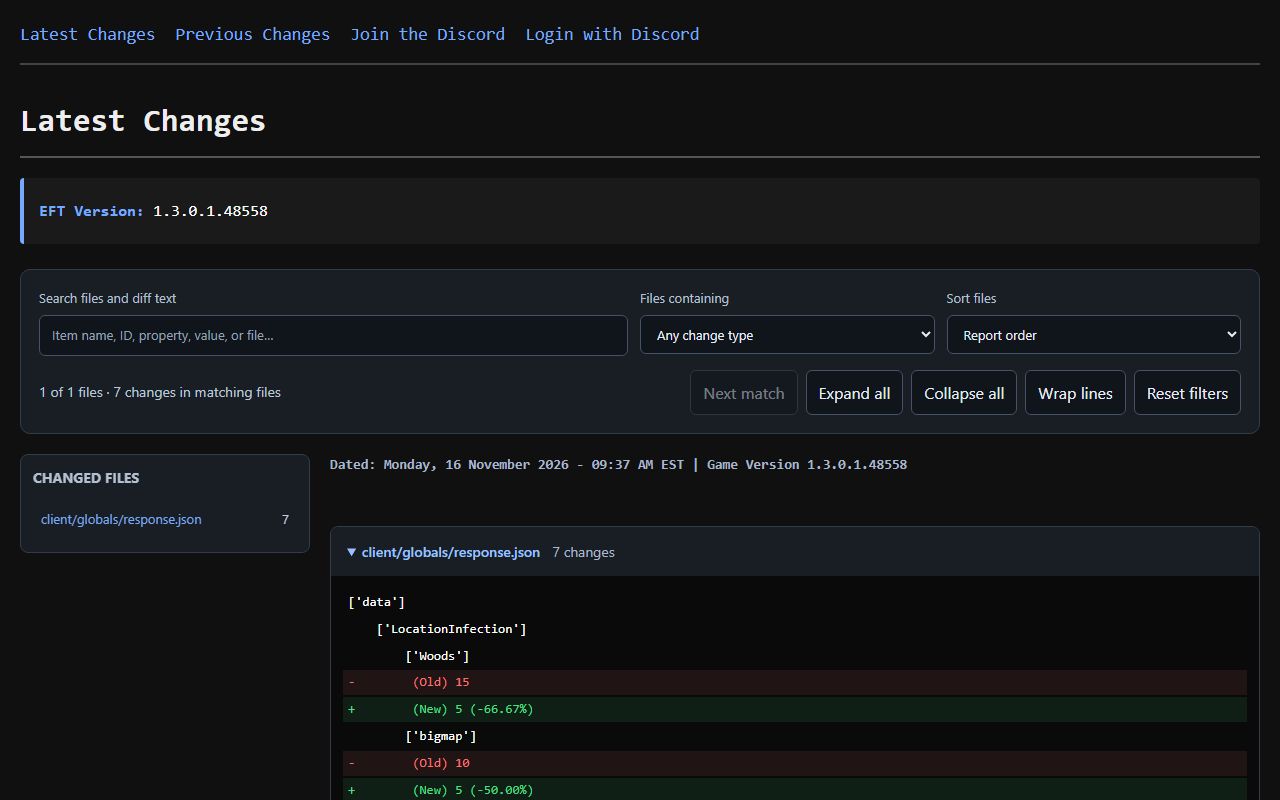 Latest Changes Previous Changes Join the Discord Login with Discord
Latest Changes
EFT Version: 1.3.0.1.48558
Search files and diff text
Files containing
Sort files
Item name, ID, property, value, or file...
Any change type
Report order
1 of 1 files · 7 changes in matching files
Next match
Expand all
Collapse all
Wrap lines
Reset filters
CHANGED FILES
client/globals/response.json 7
Dated: Monday, 16 November 2026 - 09:37 AM EST | Game Version 1.3.0.1.48558
▼ client/globals/response.json 7 changes
['data']
['LocationInfection']
['Woods']
- (Old) 15
+ (New) 5 (-66.67%)
['bigmap']
- (Old) 10
+ (New) 5 (-50.00%)